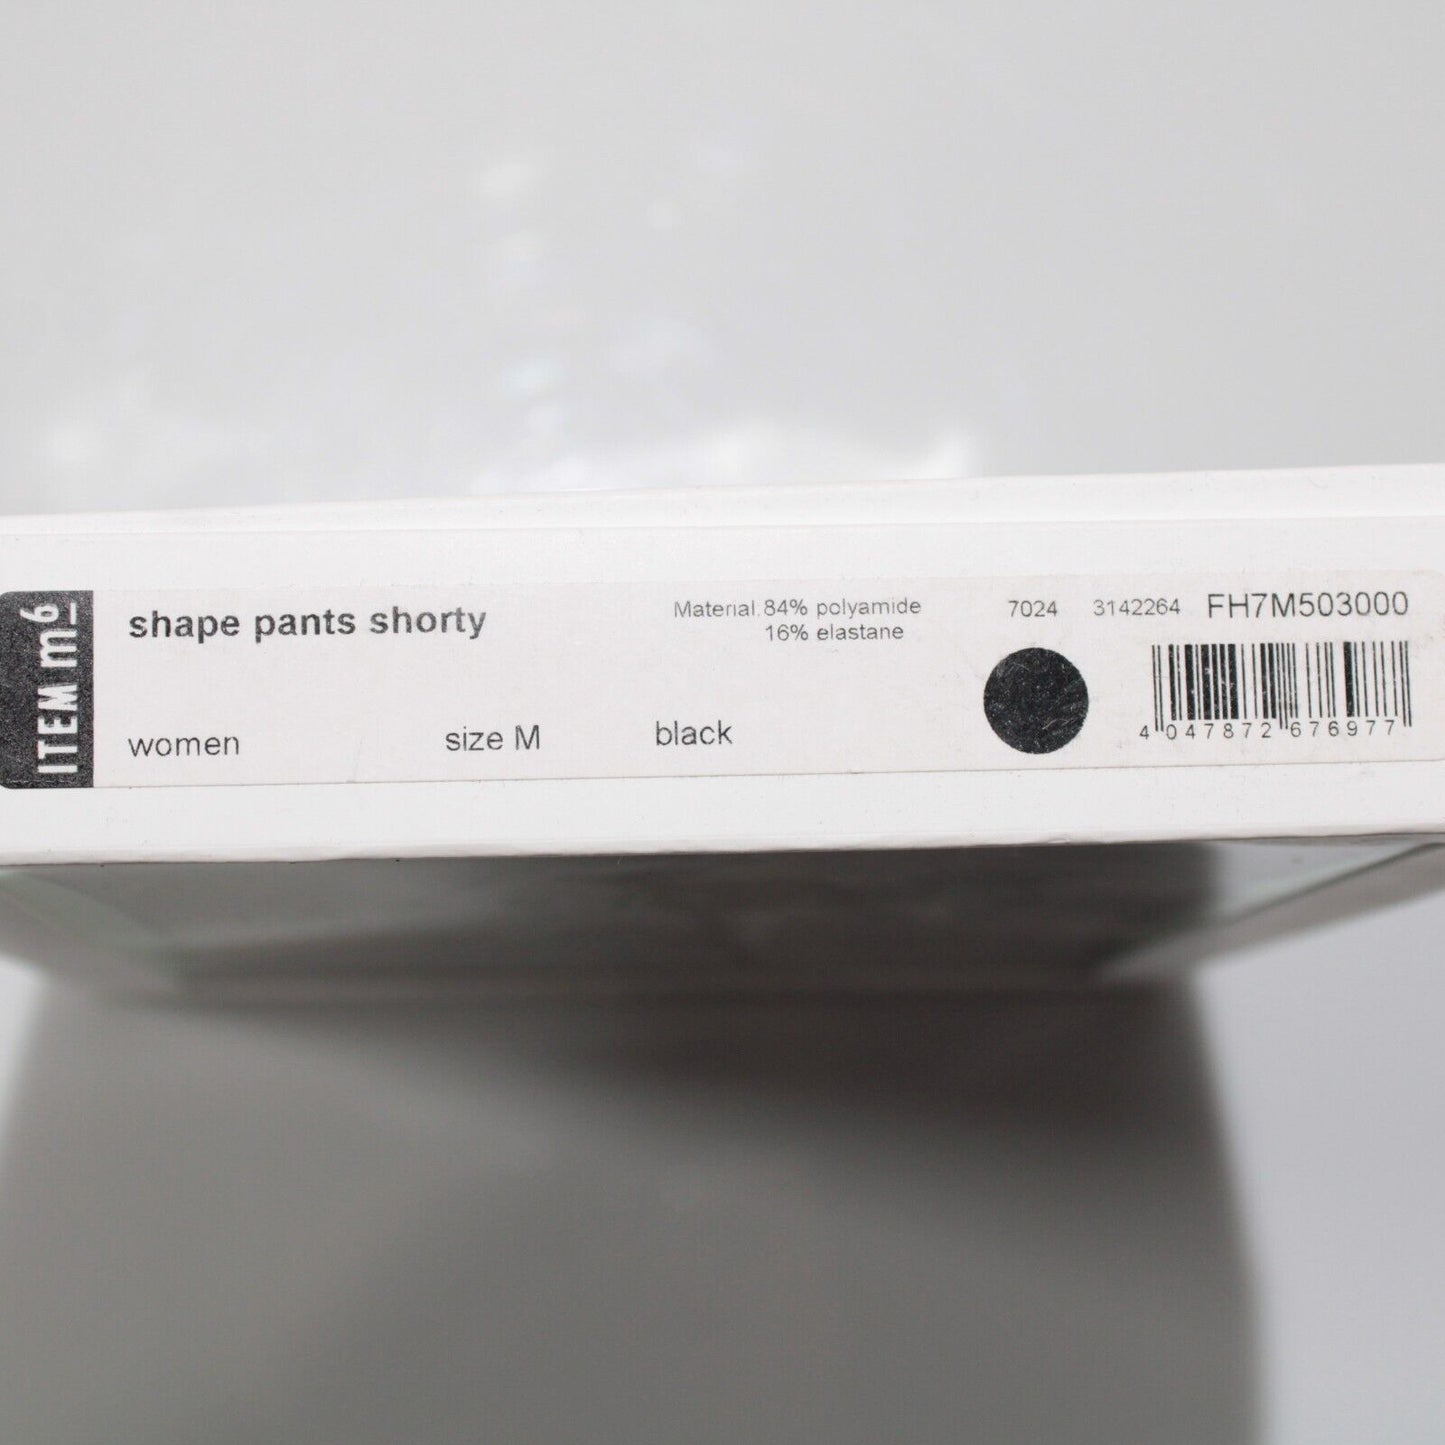 ITEM m6
shape pants shorty
Material: 84% polyamide
16% elastane
7024 3142264 FH7M503000
women size M black
4 047872 676977